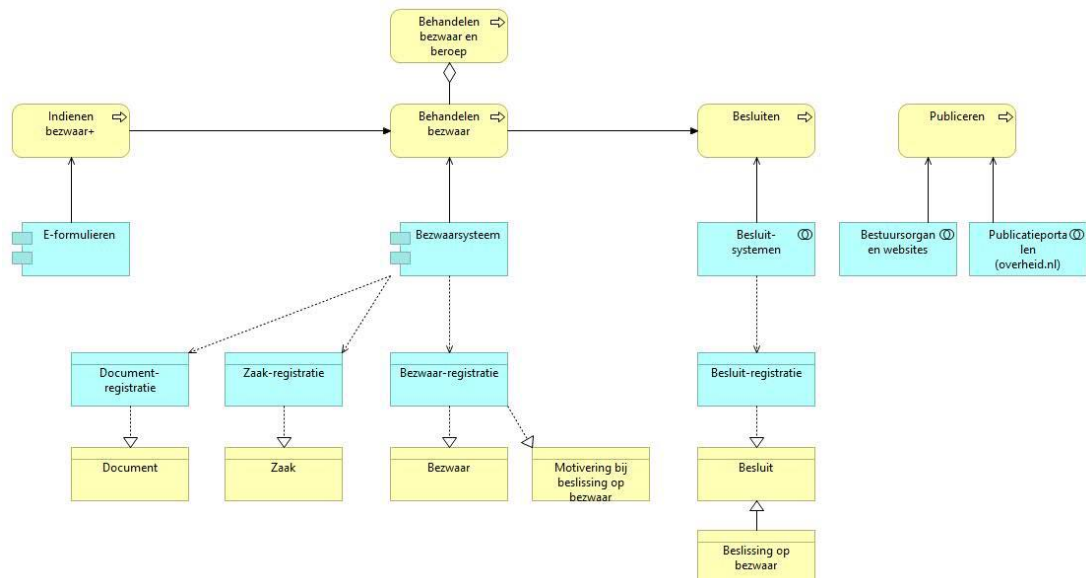 Behandelen
bezwaar en
beroep
Indienen
bezwaar+
Behandelen
bezwaar
Besluiten
Publiceren
E-formulieren
Bezwaarsysteem
Besluit-
systemen
Bestuursorgan
en websites
Publicatieporta
len
(overheid.nl)
Document-
registratie
Zaak-registratie
Bezwaar-registratie
Besluit-registratie
Document
Zaak
Bezwaar
Motivering bij
beslissing op
bezwaar
Besluit
Beslissing op
bezwaar